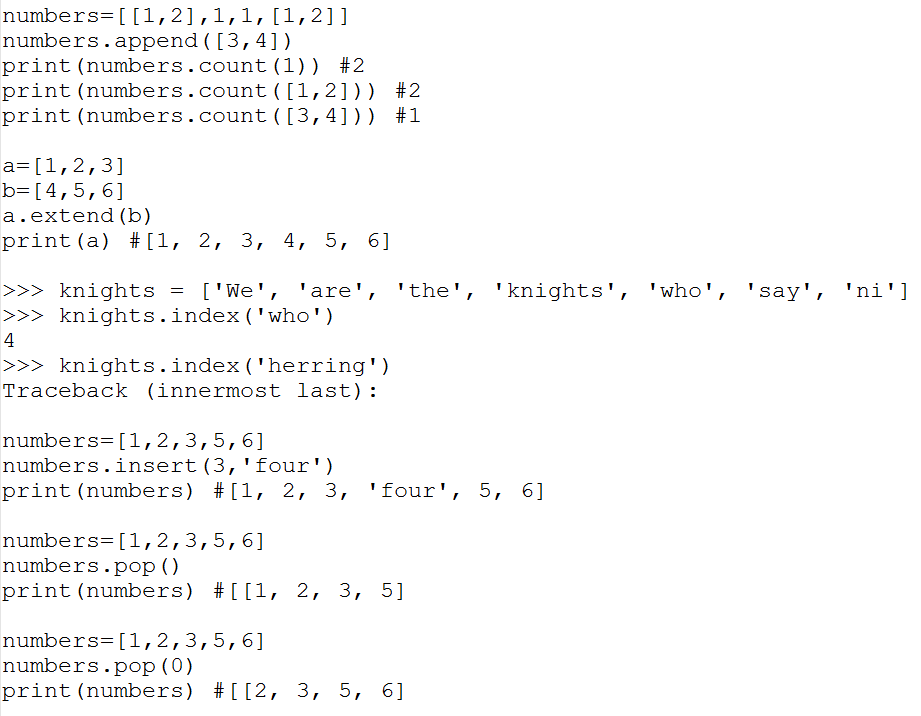 numbers=[[1,2],1,1,[1,2]]
numbers.append([3,4])
print(numbers.count(1)) #2
print(numbers.count([1,2])) #2
print(numbers.count([3,4])) #1
a=[1,2,3]
b=[4,5,6]
a.extend(b)
print(a) #[1, 2, 3, 4, 5, 6]
>>> knights = ['We', 'are', 'the', 'knights', 'who', 'say', 'ni']
>>> knights.index('who')
4
>>> knights.index('herring')
Traceback (innermost last):
numbers=[1,2,3,5,6]
numbers.insert(3,'four')
print(numbers) #[1, 2, 3, 'four', 5, 6]
numbers=[1,2,3,5,6]
numbers.pop()
print(numbers) #[[1, 2, 3, 5]
numbers=[1,2,3,5,6]
numbers.pop(0)
print(numbers) #[[2, 3, 5, 6]